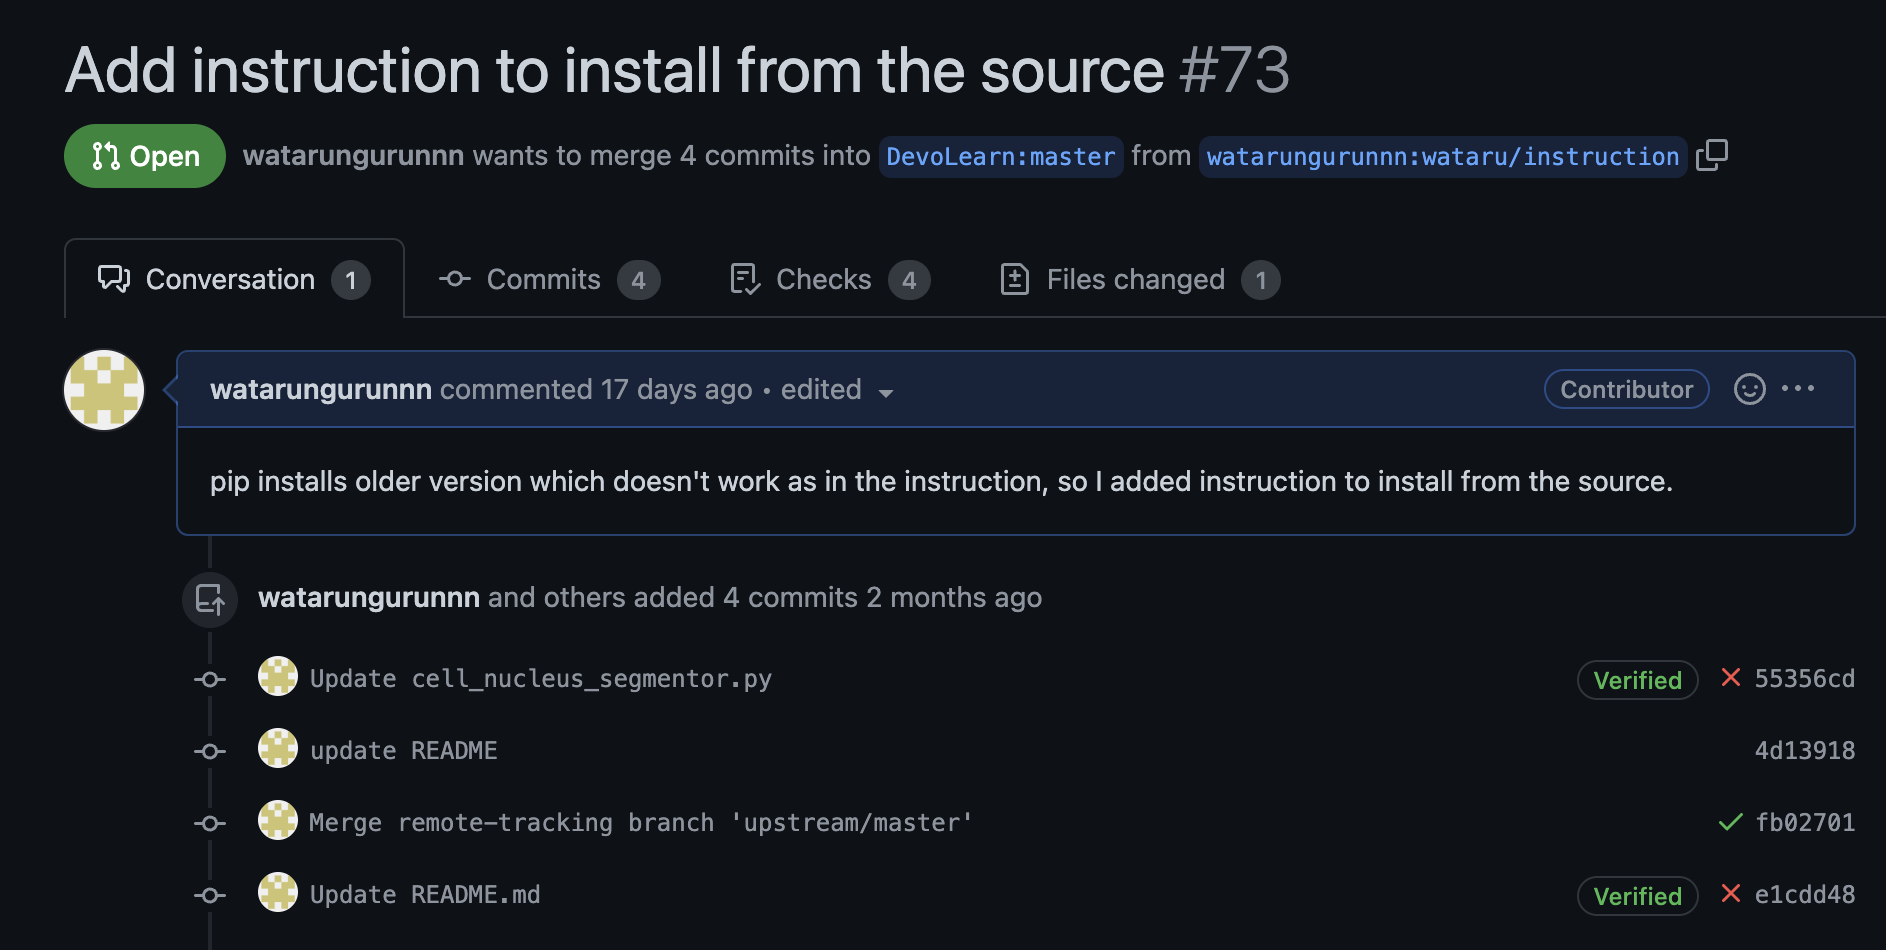 Add instruction to install from the source #73
Open watarungurunnn wants to merge 4 commits into DevoLearn:master from watarungurunnn:wataru/instruction
Conversation 1 Commits 4 Checks 4 Files changed 1
watarungurunnn commented 17 days ago • edited Contributor
pip installs older version which doesn't work as in the instruction, so I added instruction to install from the source.
watarungurunnn and others added 4 commits 2 months ago
Update cell_nucleus_segmentor.py Verified 55356cd
update README 4d13918
Merge remote-tracking branch 'upstream/master' fb02701
Update README.md Verified e1cdd48